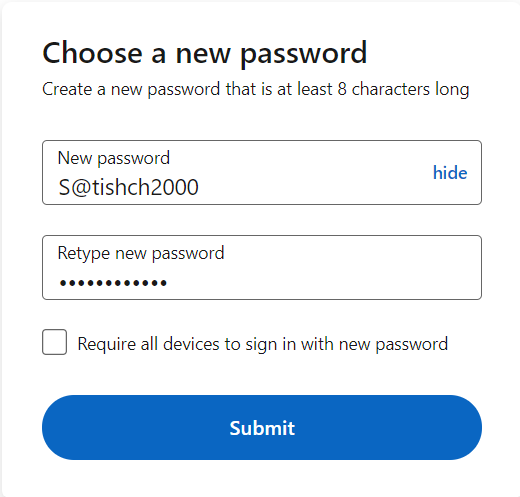 Choose a new password
Create a new password that is at least 8 characters long
New password
S@tishch2000
hide
Retype new password
••••••••••••
Require all devices to sign in with new password
Submit